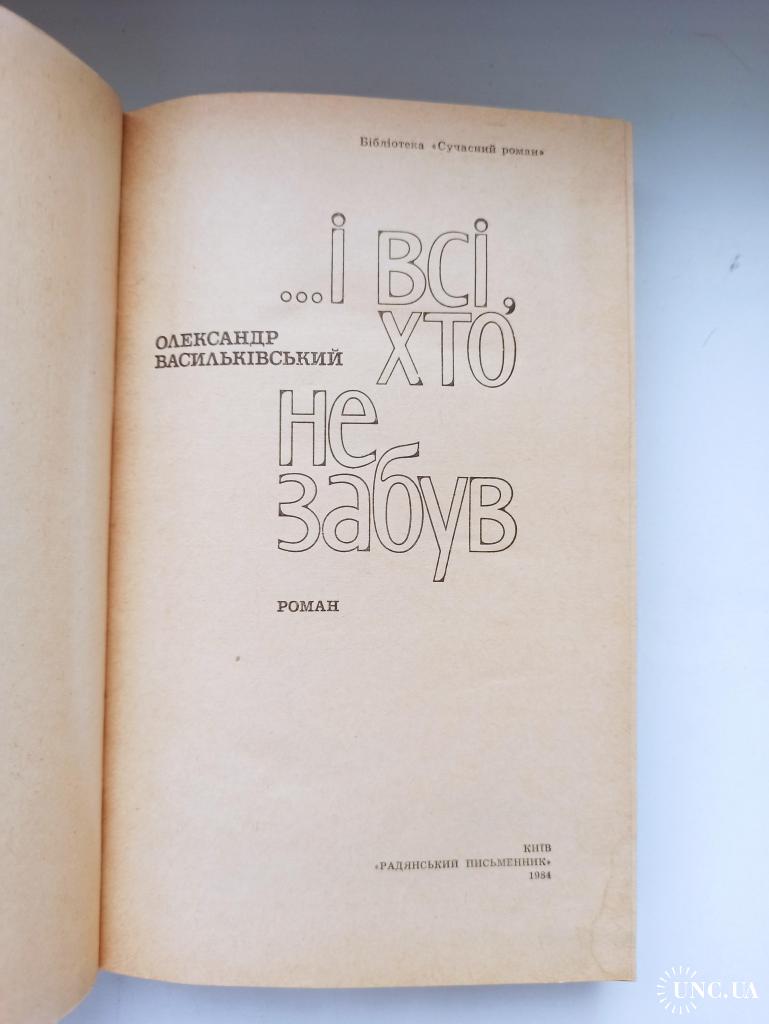 Бібліотека «Сучасний роман»
...і всі,
хто
ОЛЕКСАНДР
ВАСИЛЬКІВСЬКИЙ
не
забув
РОМАН
КИЇВ
«РАДЯНСЬКИЙ ПИСЬМЕННИК»
1984
UNC.UA